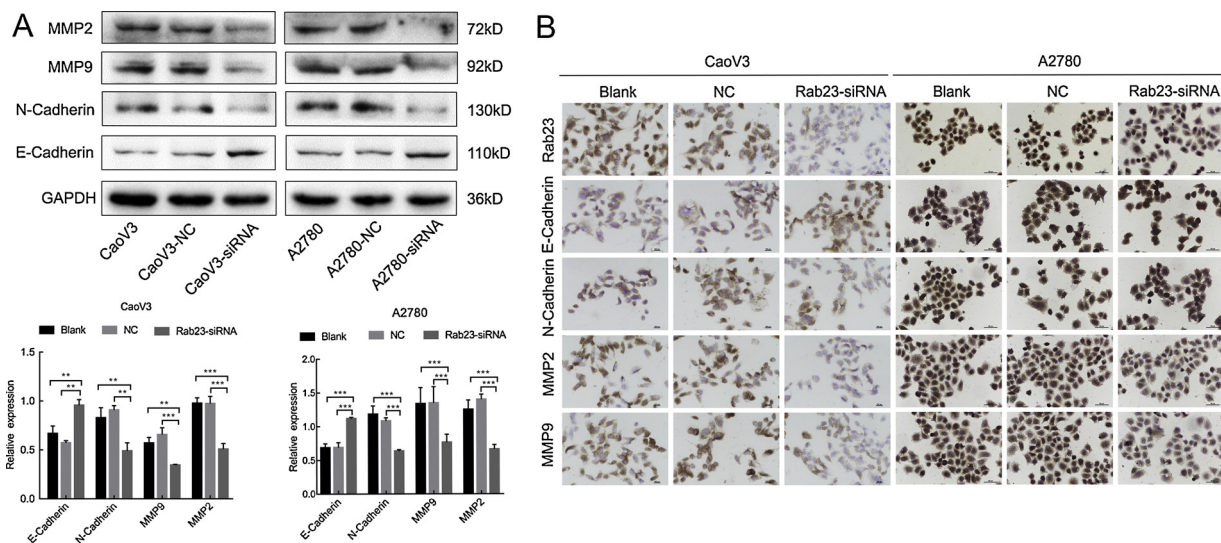 A
MMP2
72kD
MMP9
92kD
N-Cadherin
130kD
E-Cadherin
110kD
GAPDH
36kD
CaoV3
CaoV3-NC
CaoV3-siRNA
A2780
A2780-NC
A2780-siRNA
CaoV3
Blank
NC
Rab23-siRNA
Relative expression
1.5
1.0
0.5
0.0
** ** ** ** ** *** *** ***
E-Cadherin
N-Cadherin
MMP9
MMP2
A2780
Blank
NC
Rab23-siRNA
Relative expression
2.0
1.5
1.0
0.5
0.0
*** *** *** *** *** *** *** ***
E-Cadherin
N-Cadherin
MMP9
MMP2
B
CaoV3
A2780
Blank
NC
Rab23-siRNA
Blank
NC
Rab23-siRNA
Rab23
E-Cadherin
N-Cadherin
MMP2
MMP9